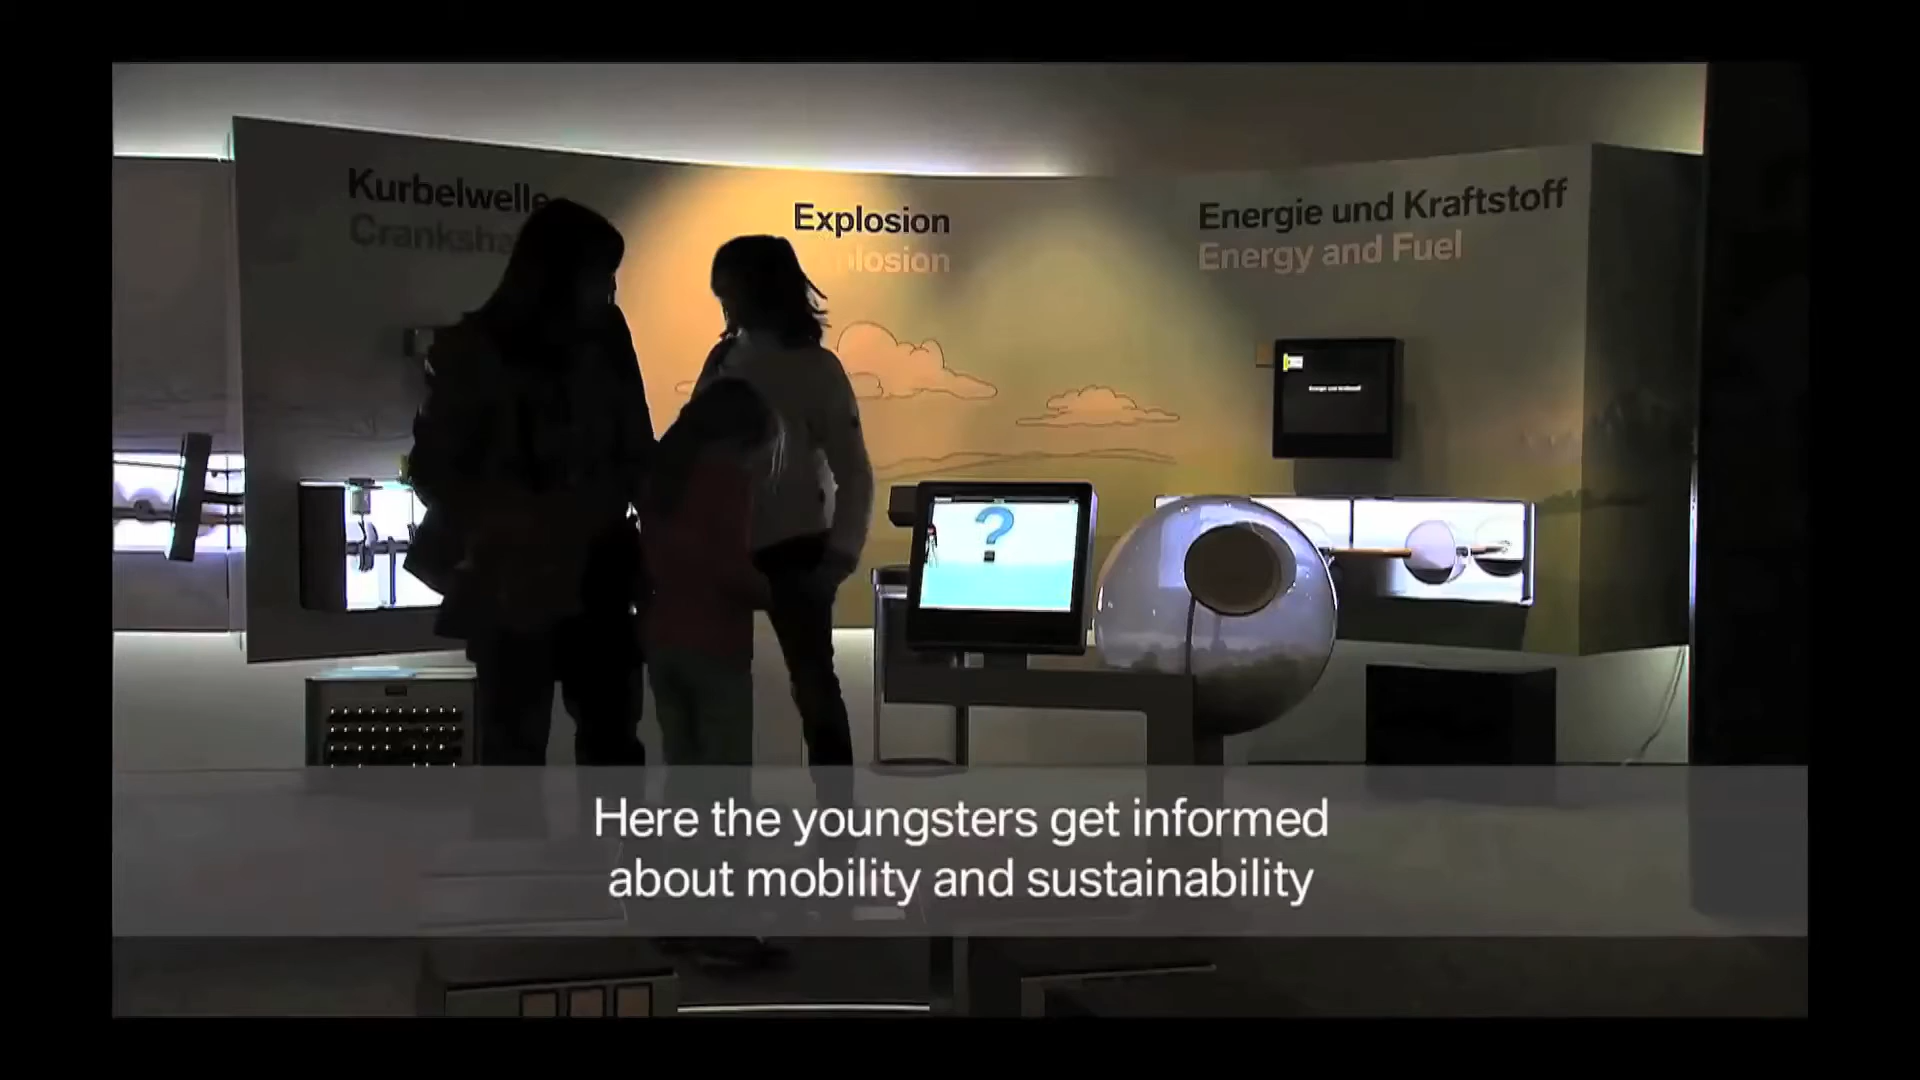 Kurbelwelle
Explosion
Energie und Kraftstoff
Energy and Fuel
?
Here the youngsters get informed
about mobility and sustainability